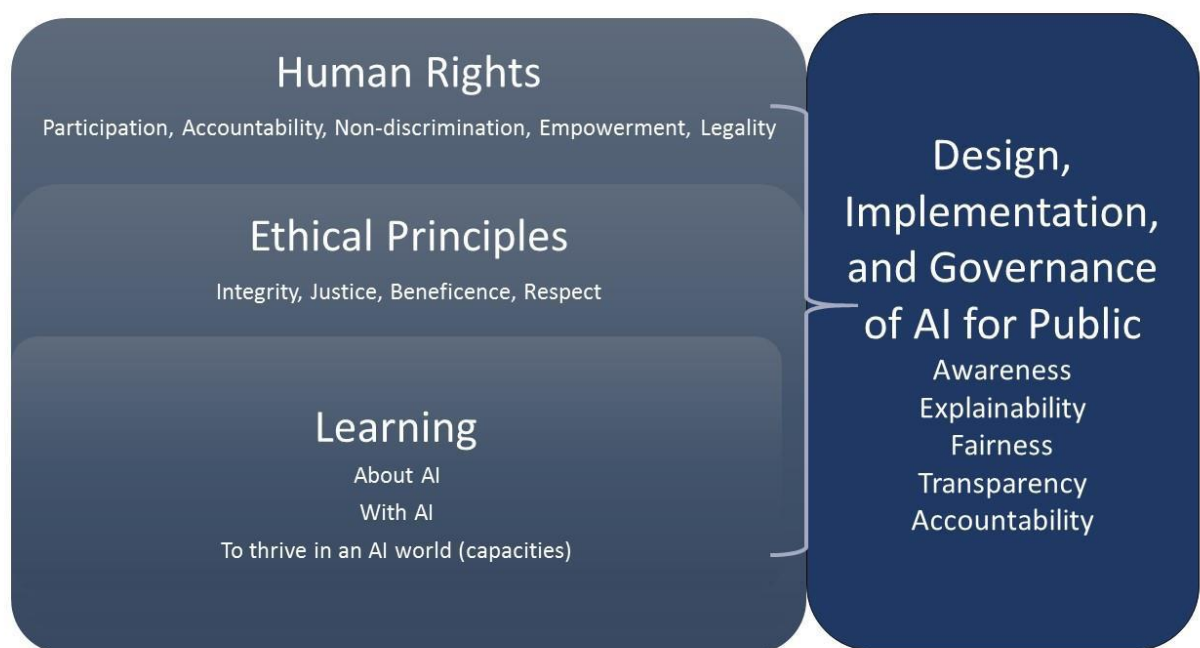 Human Rights
Participation, Accountability, Non-discrimination, Empowerment, Legality
Ethical Principles
Integrity, Justice, Beneficence, Respect
Learning
About AI
With AI
To thrive in an AI world (capacities)
Design,
Implementation,
and Governance
of AI for Public
Awareness
Explainability
Fairness
Transparency
Accountability